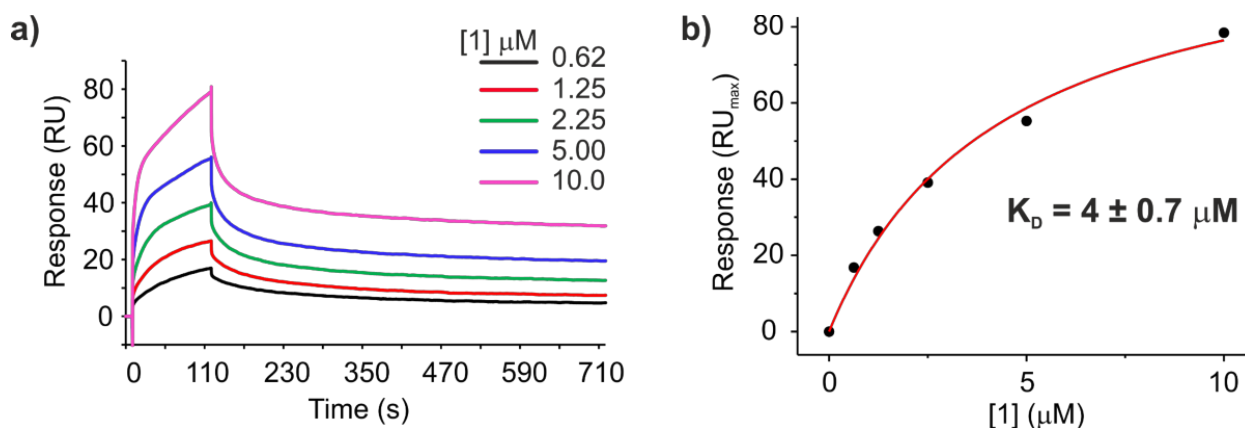 a)
[1] μM
0.62
1.25
2.25
5.00
10.0
80
60
40
20
0
Response (RU)
0 110 230 350 470 590 710
Time (s)
b)
80
60
40
20
0
Response (RUmax)
K_D = 4 ± 0.7 μM
0 5 10
[1] (μM)